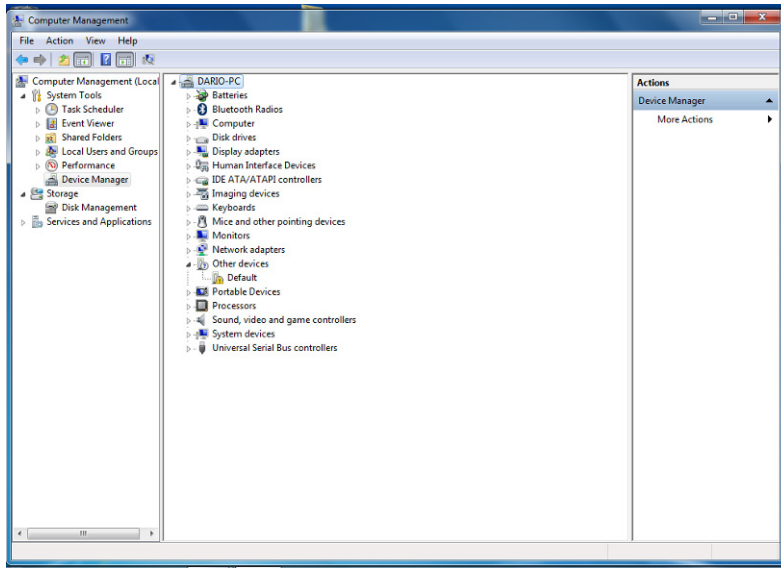 Computer Management
File Action View Help
Computer Management (Local
System Tools
Task Scheduler
Event Viewer
Shared Folders
Local Users and Groups
Performance
Device Manager
Storage
Disk Management
Services and Applications
DARIO-PC
Batteries
Bluetooth Radios
Computer
Disk drives
Display adapters
Human Interface Devices
IDE ATA/ATAPI controllers
Imaging devices
Keyboards
Mice and other pointing devices
Monitors
Network adapters
Other devices
Default
Portable Devices
Processors
Sound, video and game controllers
System devices
Universal Serial Bus controllers
Actions
Device Manager
More Actions